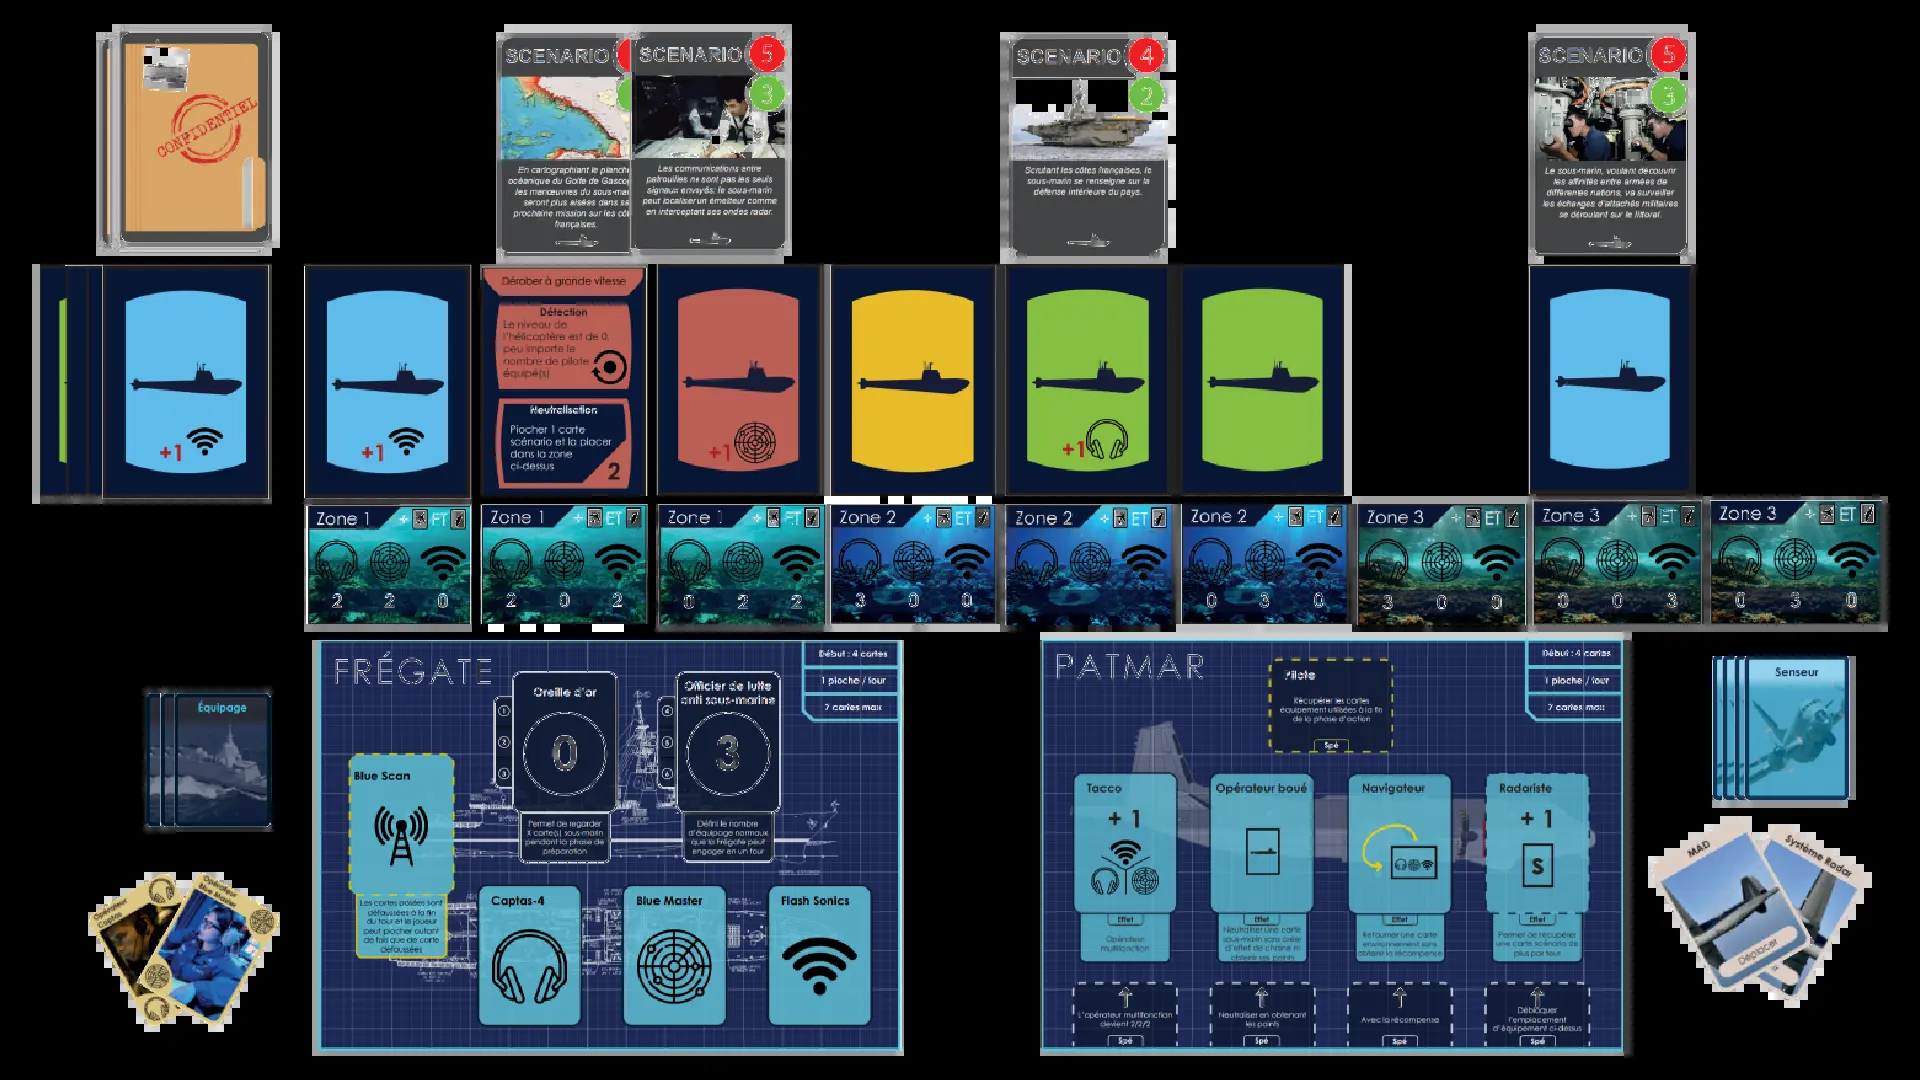 CONFIDENTIEL
SCENARIO
En cartographiant le planche
océanique du Golfe de Gascog
les manœuvres du sous-mar
seront plus aisées dans sa
prochaine mission sur les côt
françaises.
SCENARIO 5
3
Les communications entre
patrouilles ne sont pas les seuls
signaux envoyés: le sous-marin
peut localiser un émetteur comme
en interceptant ses ondes radar.
SCENARIO 4
2
Scrutant les côtes françaises, le
sous-marin se renseigne sur la
défense intérieure du pays.
SCENARIO 5
3
Le sous-marin, voulant découvrir
les affinités entre armées de
différentes nations, va surveiller
les échanges d'attachés militaires
se déroulant sur le littoral.
+1
+1
Dérober à grande vitesse
Détection
Le niveau de
l'hélicoptère est de 0,
peu importe le
nombre de pilote
équipé(s)
Neutralisation
Piocher 1 carte
scénario et la placer
dans la zone
ci-dessus
2
+1
+1
Zone 1 + ET
2 2 0
Zone 1 + ET
2 0 2
Zone 1 + ET
0 2 2
Zone 2 + ET
3 0 0
Zone 2 + ET
Zone 2 + ET
0 3 0
Zone 3 + ET
3 0 0
Zone 3 + ET
0 0 3
Zone 3 + ET
0 3 0
Équipage
FRÉGATE
Début : 4 cartes
1 pioche / tour
7 cartes max
Oreille d'or
1
2
3
0
Permet de regarder
X carte(s) sous-marin
pendant la phase de
préparation
Officier de lutte
anti sous-marine
4
5
6
3
Défini le nombre
d'équipage normaux
que la Frégate peut
engager en un tour
Blue Scan
Les cartes posées sont
défaussées à la fin
du tour et le joueur
peut piocher autant
de fois que de carte
défaussées
Captas-4
Blue Master
Flash Sonics
Opérateur
Captas
Opérateur
Blue Master
PATMAR
Début : 4 cartes
1 pioche / tour
7 cartes max
Pilote
Récupérer les cartes
équipement utilisées à la fin
de la phase d'action
Spé
Tacco
+ 1
Effet
Opérateur
multifonction
Opérateur boué
Effet
Neutraliser une carte
sous-marin sans créer
d'effet de chaine ni
obtenir ses points
Navigateur
Effet
Retourner une carte
environnement sans
obtenir la récompense
Radariste
+ 1
S
Effet
Permet de récupérer
une carte scénario de
plus par tour
L'opérateur multifonction
devient 2/2/2
Spé
Neutraliser en obtenant
les points
Spé
Avec la récompense
Spé
Débloquer
l'emplacement
d'équipement ci-dessus
Spé
Senseur
MAD
Déplacer
Système Radar